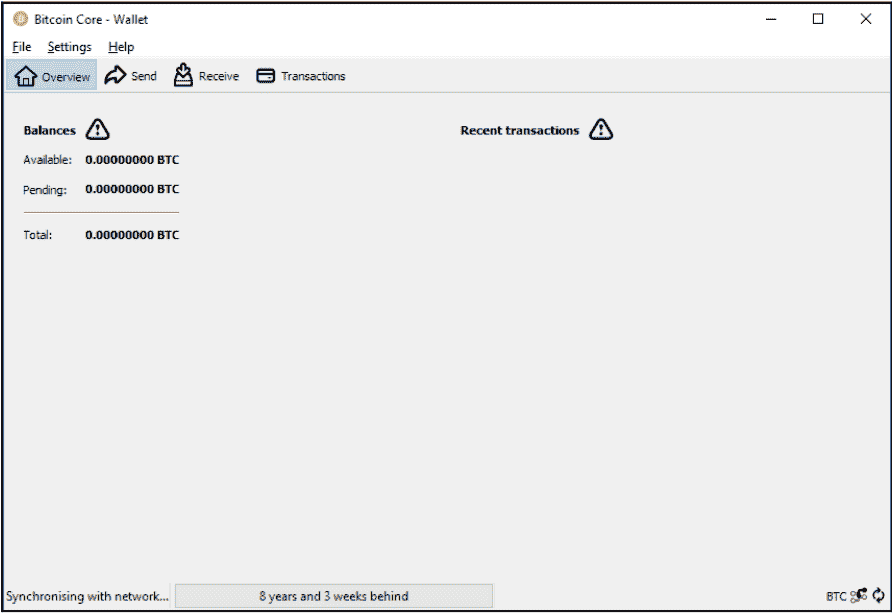 Bitcoin Core - Wallet
File Settings Help
Overview Send Receive Transactions
Balances Recent transactions
Available: 0.00000000 BTC
Pending: 0.00000000 BTC
Total: 0.00000000 BTC
Synchronising with network... 8 years and 3 weeks behind BTC